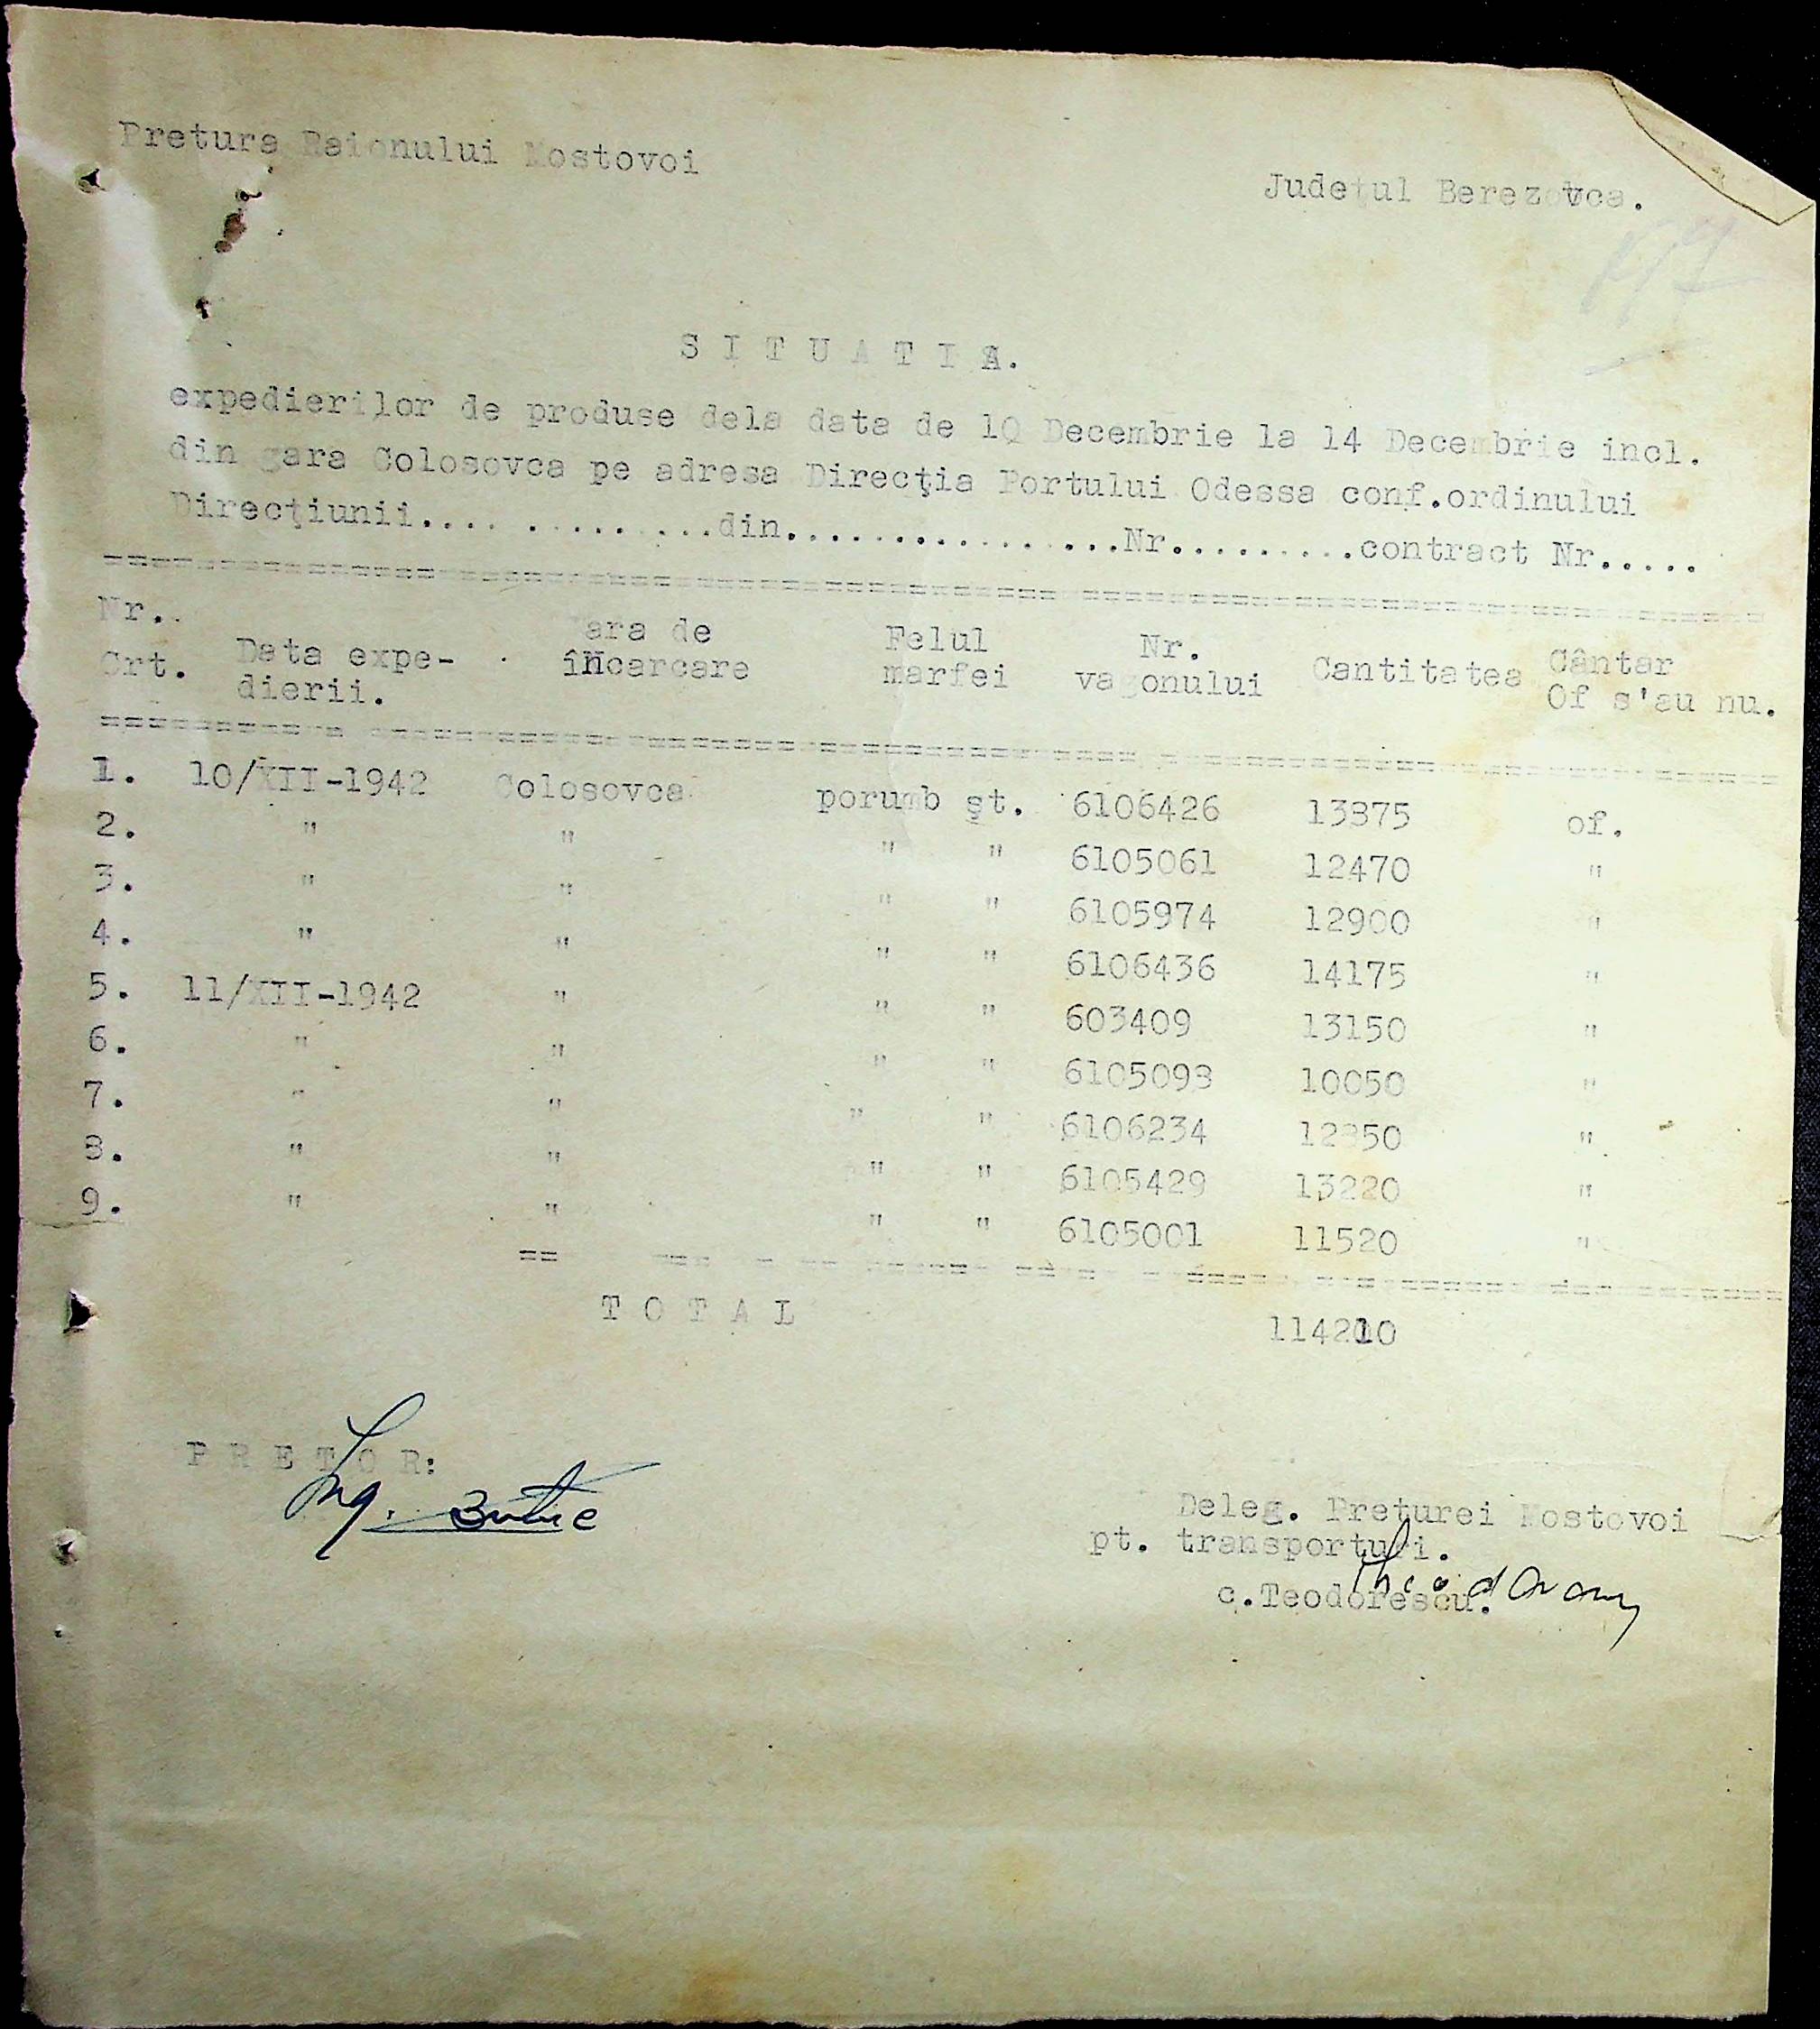 Pretura Raionului Mostovoi
Judetul Berezovca.
S I T U A T I A.
expedierilor de produse dela data de 10 Decembrie la 14 Decembrie incl.
din gara Colosovca pe adresa Direcţia Portului Odessa conf.ordinului
Direcţiunii.... .........din.................Nr.........contract Nr.....
Nr. Crt. Data expe-dierii. Gara de încarcare Felul marfei Nr. vagonului Cantitatea Cântar Of s'au nu.
1. 10/XII-1942 Colosovca porumb şt. 6106426 13875 of.
2. " " " " 6105061 12470 "
3. " " " " 6105974 12900 "
4. " " " " 6106436 14175 "
5. 11/XII-1942 " " " 603409 13150 "
6. " " " " 6105098 10050 "
7. " " " " 6106234 12850 "
8. " " " " 6105429 13220 "
9. " " " " 6105001 11520 "
T O T A L 114210
P R E T O R:
Ing.
Deleg. Preturei Mostovoi
pt. transporturi.
c.Teodorescu.